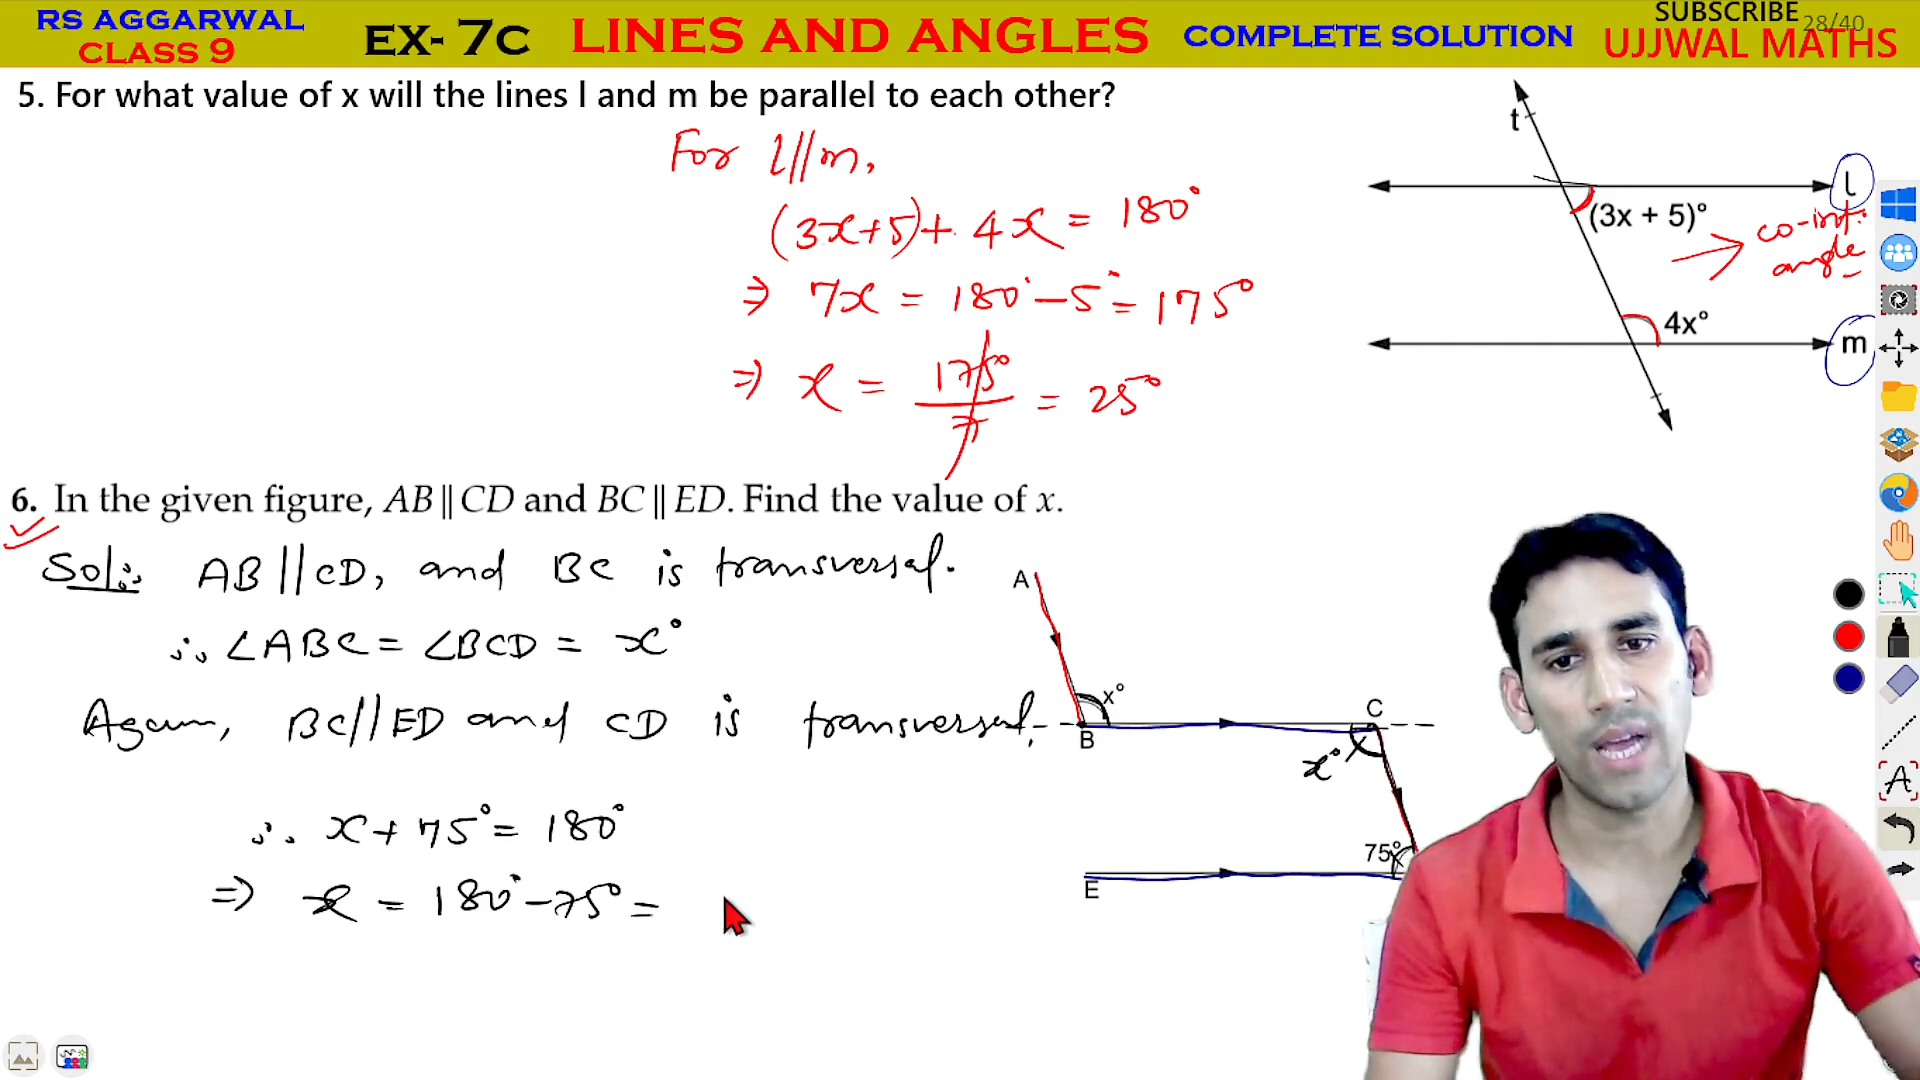 RS AGGARWAL
CLASS 9
EX- 7C
LINES AND ANGLES
COMPLETE SOLUTION
SUBSCRIBE
28/40
UJJWAL MATHS
5. For what value of x will the lines l and m be parallel to each other?
For l//m,
(3x+5)+4x = 180°
⇒ 7x = 180° - 5° = 175°
⇒ x = 175°/7 = 25°
t
l
(3x + 5)°
co-int. angle
4x°
m
6. In the given figure, AB || CD and BC || ED. Find the value of x.
Sol: AB // CD, and BC is transversal.
∴ ∠ABC = ∠BCD = x°
Again, BC // ED and CD is transversal.
∴ x + 75° = 180°
⇒ x = 180° - 75° =
A
x°
B
C
x°
75°
E